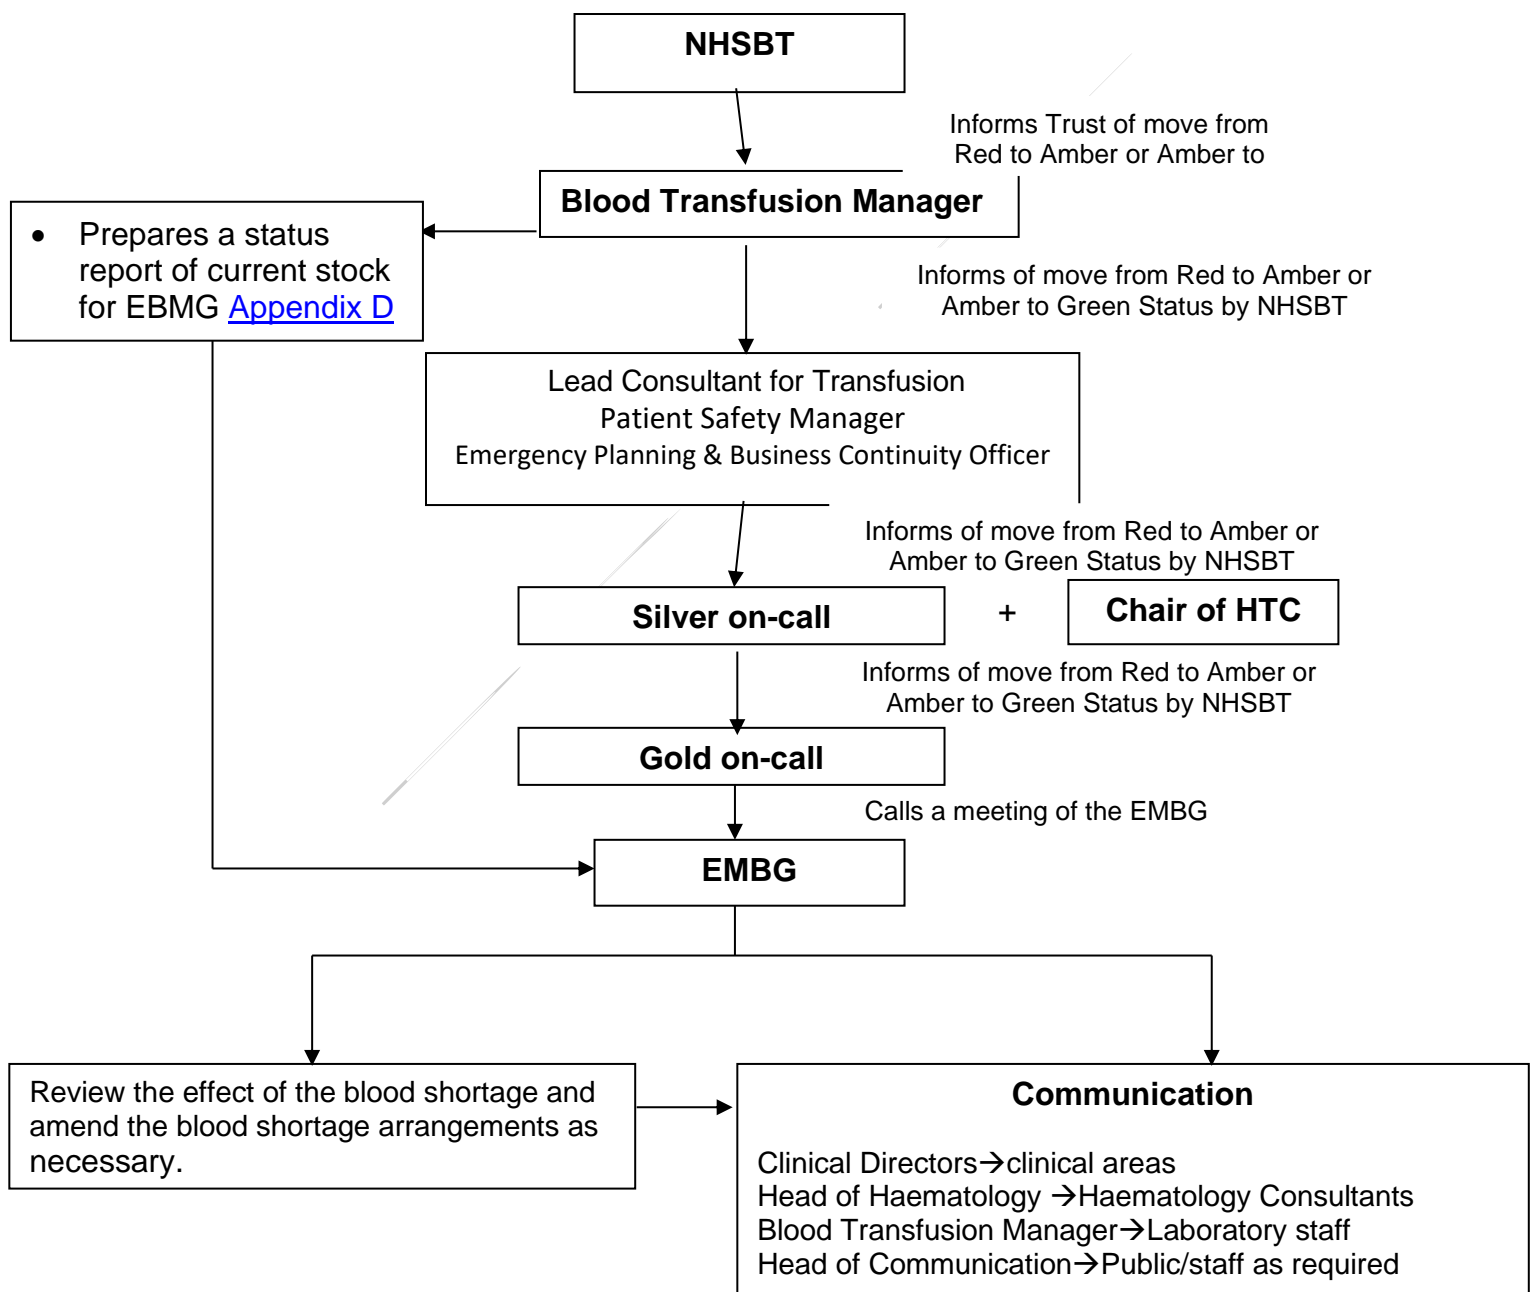 NHSBT
Informs Trust of move from
Red to Amber or Amber to
Blood Transfusion Manager
• Prepares a status
report of current stock
for EBMG Appendix D
Informs of move from Red to Amber or
Amber to Green Status by NHSBT
Lead Consultant for Transfusion
Patient Safety Manager
Emergency Planning & Business Continuity Officer
Informs of move from Red to Amber or
Amber to Green Status by NHSBT
Silver on-call + Chair of HTC
Informs of move from Red to Amber or
Amber to Green Status by NHSBT
Gold on-call
Calls a meeting of the EMBG
EMBG
Review the effect of the blood shortage and
amend the blood shortage arrangements as
necessary.
Communication
Clinical Directors→clinical areas
Head of Haematology →Haematology Consultants
Blood Transfusion Manager→Laboratory staff
Head of Communication→Public/staff as required